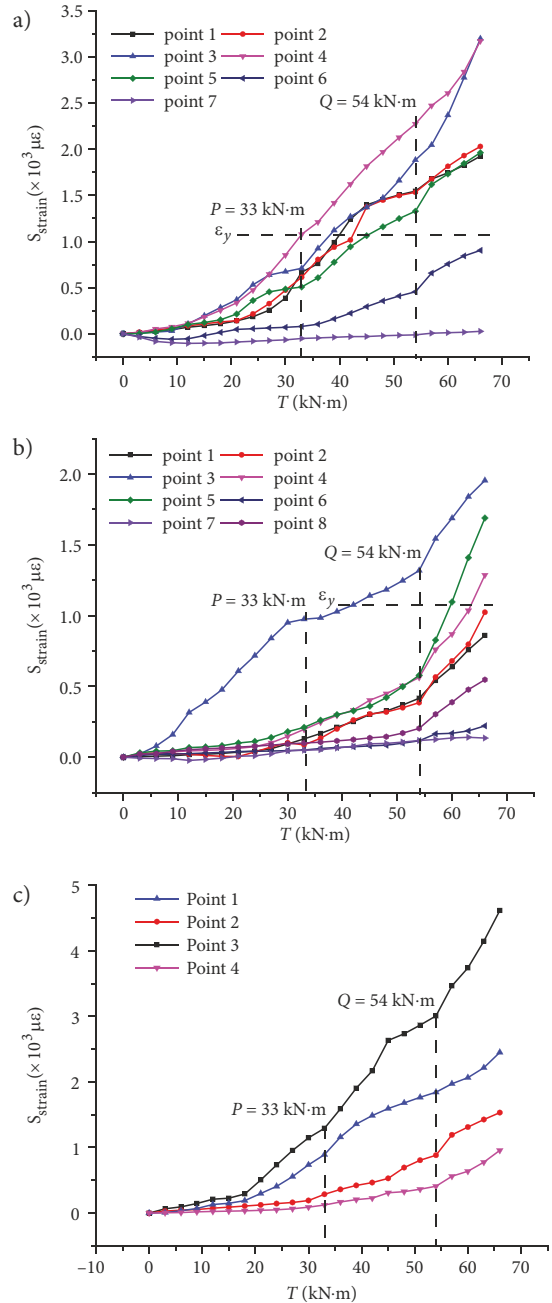 a)
3.5
3.0
2.5
2.0
1.5
1.0
0.5
0.0
S_strain (×10³ με)
point 1 point 2
point 3 point 4
point 5 point 6
point 7
Q = 54 kN·m
P = 33 kN·m
ε_y
0 10 20 30 40 50 60 70
T (kN·m)
b)
2.0
1.5
1.0
0.5
0.0
S_strain (×10³ με)
point 1 point 2
point 3 point 4
point 5 point 6
point 7 point 8
Q = 54 kN·m
P = 33 kN·m ε_y
0 10 20 30 40 50 60 70
T (kN·m)
c)
5
4
3
2
1
0
S_strain (×10³ με)
Point 1
Point 2
Point 3
Point 4
Q = 54 kN·m
P = 33 kN·m
−10 0 10 20 30 40 50 60 70
T (kN·m)